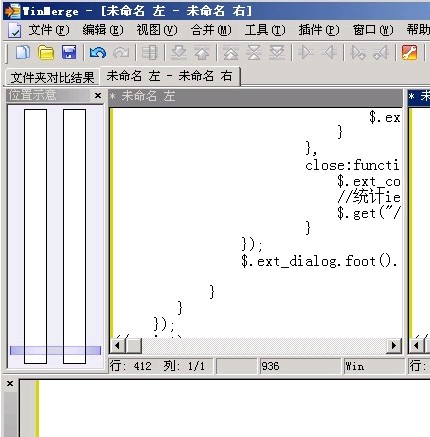 WinMerge - [未命名 左 - 未命名 右]
文件(F) 编辑(E) 视图(V) 合并(M) 工具(T) 插件(P) 窗口(W) 帮助
文件夹对比结果 未命名 左 - 未命名 右
位置示意 × * 未命名 左
$.ex
}
},
close:functi
$.ext_co
//统计ie
$.get("/
}
});
$.ext_dialog.foot().
}
}
});
行: 412 列: 1/1 936 Win 行: